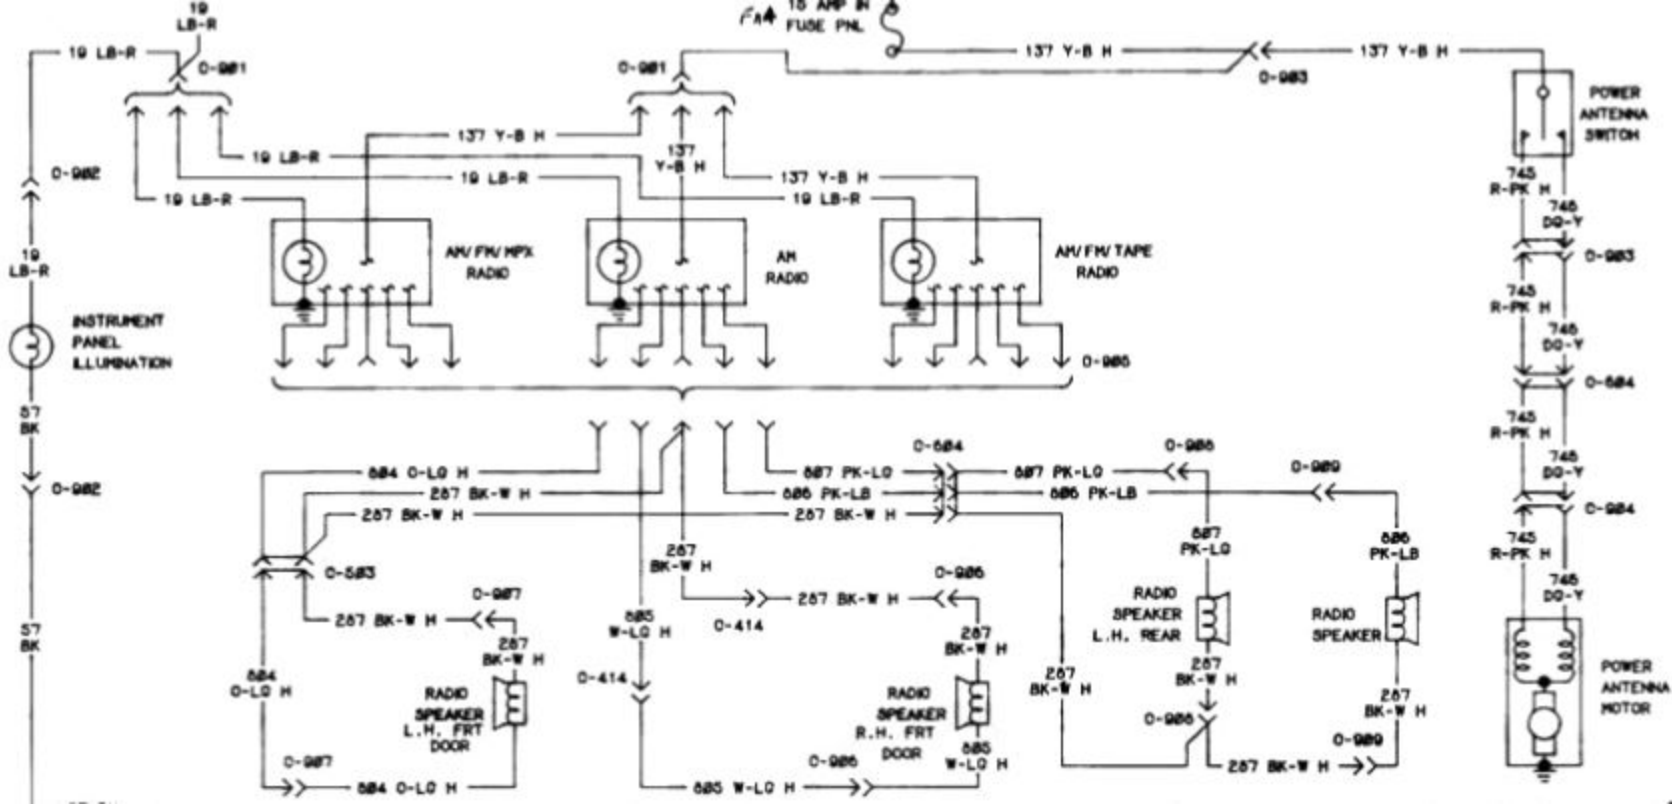 19
LB-R
FA4
15 AMP IN
FUSE PNL
19 LB-R
C-901
C-901
137 Y-B H
137 Y-B H
C-903
POWER
ANTENNA
SWITCH
137 Y-B H
19 LB-R
137
Y-B H
19 LB-R
137 Y-B H
C-902
19 LB-R
19 LB-R
745
R-PK H
746
DG-Y
19
LB-R
AM/FM/MPX
RADIO
AM
RADIO
AM/FM/TAPE
RADIO
C-903
745
R-PK H
746
DG-Y
INSTRUMENT
PANEL
ILLUMINATION
C-905
C-604
57
BK
745
R-PK H
746
DG-Y
C-902
804 O-LG H
287 BK-W H
287 BK-W H
807 PK-LG
806 PK-LB
287 BK-W H
C-604
807 PK-LG
806 PK-LB
C-908
C-909
C-904
287
BK-W H
807
PK-LG
806
PK-LB
745
R-PK H
746
DG-Y
C-503
C-907
287 BK-W H
287
BK-W H
805
W-LG H
C-414
287 BK-W H
C-906
287
BK-W H
RADIO
SPEAKER
L.H. REAR
RADIO
SPEAKER
57
BK
804
O-LG H
RADIO
SPEAKER
L.H. FRT
DOOR
C-414
RADIO
SPEAKER
R.H. FRT
DOOR
287
BK-W H
287
BK-W H
287
BK-W H
POWER
ANTENNA
MOTOR
C-908
C-909
C-907
804 O-LG H
805 W-LG H
C-906
805
W-LG H
287 BK-W H